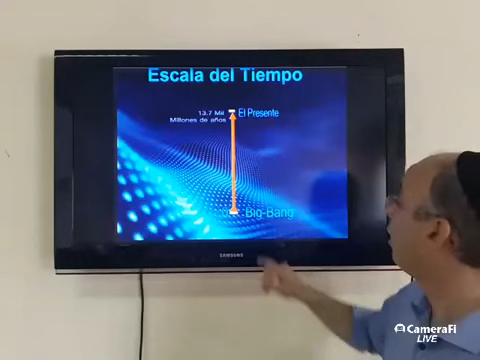 Escala del Tiempo
13.7 Mil
Millones de años
El Presente
Big-Bang
SAMSUNG
CameraFi
LIVE